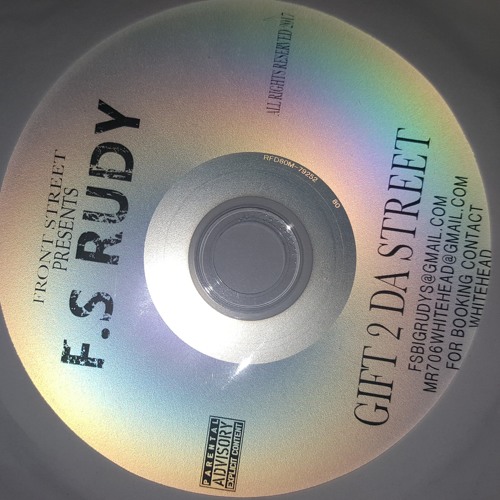 FRONT STREET
PRESENTS
F.S RUDY
ALL RIGHTS RESERVED 2017
RFD80M-79252 80
PARENTAL
ADVISORY
EXPLICIT CONTENT
GIFT 2 DA STREET
FSBIGRUDYS@GMAIL.COM
MR706WHITEHEAD@GMAIL.COM
FOR BOOKING CONTACT
WHITEHEAD